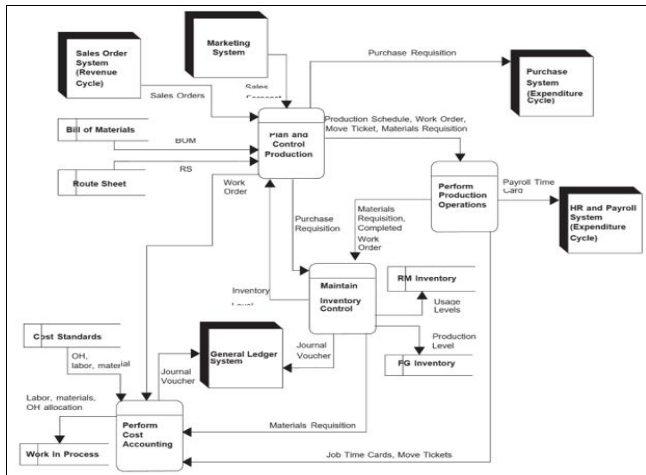 Sales Order
System
(Revenue
Cycle)
Marketing
System
Purchase Requisition
Purchase
System
(Expenditure
Cycle)
Sales
Sales Orders
Bill of Materials
BOM
Plan and
Control
Production
Production Schedule, Work Order,
Move Ticket, Materials Requisition
RS
Route Sheet
Work
Order
Perform
Production
Operations
Payroll Time
Card
HR and Payroll
System
(Expenditure
Cycle)
Purchase
Requisition
Materials
Requisition,
Completed
Work
Order
Maintain
Inventory
Control
RM Inventory
Usage
Levels
Inventory
Production
Level
FG Inventory
Cost Standards
OH,
labor, material
Journal
Voucher
General Ledger
System
Journal
Voucher
Labor, materials,
OH allocation
Perform
Cost
Accounting
Materials Requisition
Work In Process
Job Time Cards, Move Tickets